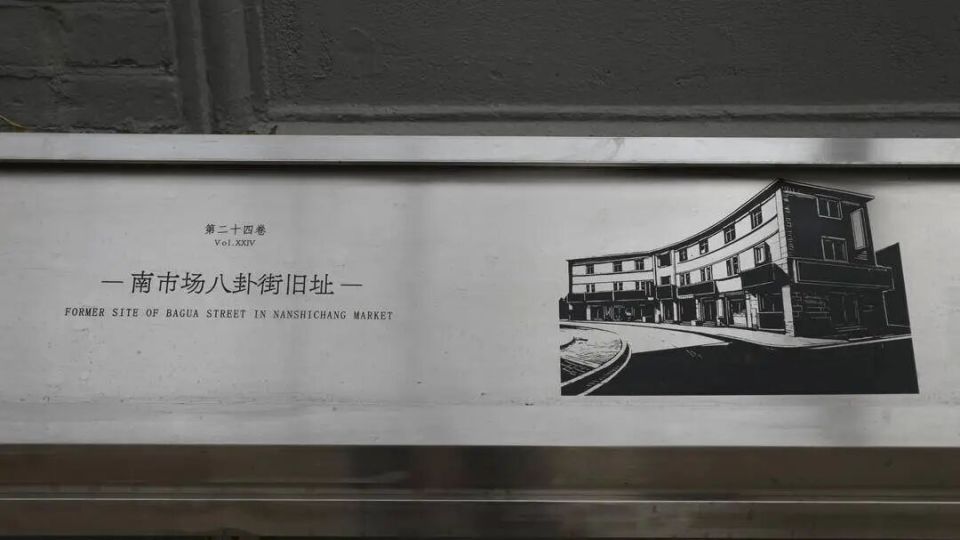 第二十四卷
Vol.XXIV
—南市场八卦街旧址—
FORMER SITE OF BAGUA STREET IN NANSHICHANG MARKET